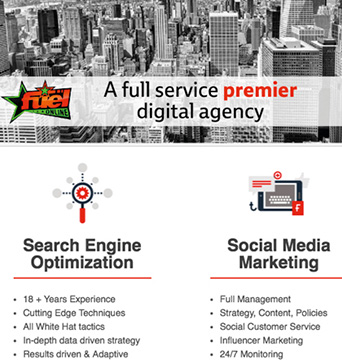 fuel
ONLINE
A full service premier
digital agency
Search Engine
Optimization
• 18 + Years Experience
• Cutting Edge Techniques
• All White Hat tactics
• In-depth data driven strategy
• Results driven & Adaptive
Social Media
Marketing
• Full Management
• Strategy, Content, Policies
• Social Customer Service
• Influencer Marketing
• 24/7 Monitoring